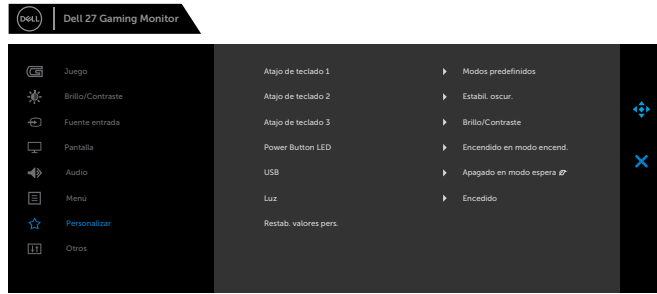 DELL
Dell 27 Gaming Monitor
Juego
Brillo/Contraste
Fuente entrada
Pantalla
Audio
Menú
Personalizar
Otros
Atajo de teclado 1
Modos predefinidos
Atajo de teclado 2
Estabil. oscur.
Atajo de teclado 3
Brillo/Contraste
Power Button LED
Encendido en modo encend.
USB
Apagado en modo espera
Luz
Encedido
Restab. valores pers.